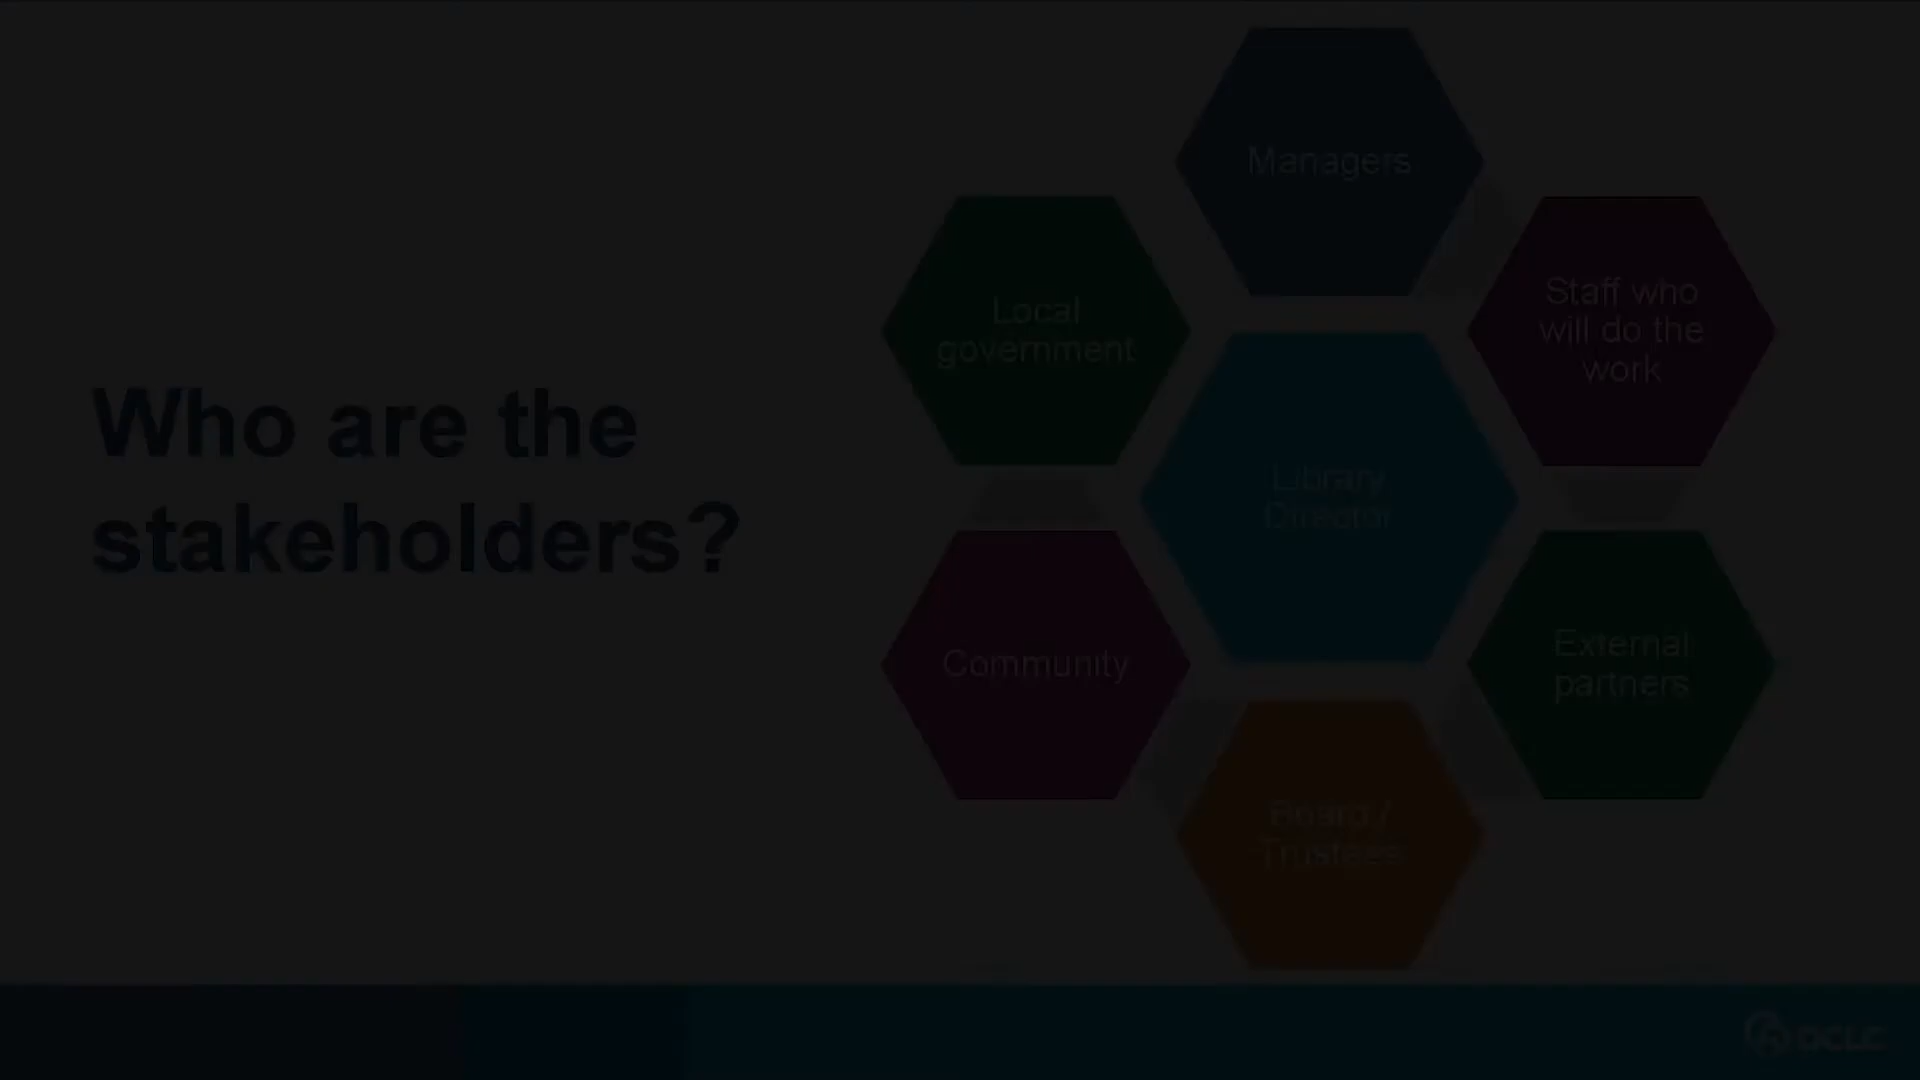 Who are the
stakeholders?
Managers
Local
government
Staff who
will do the
work
Library
Director
Community
External
partners
Board /
Trustees
OCLC